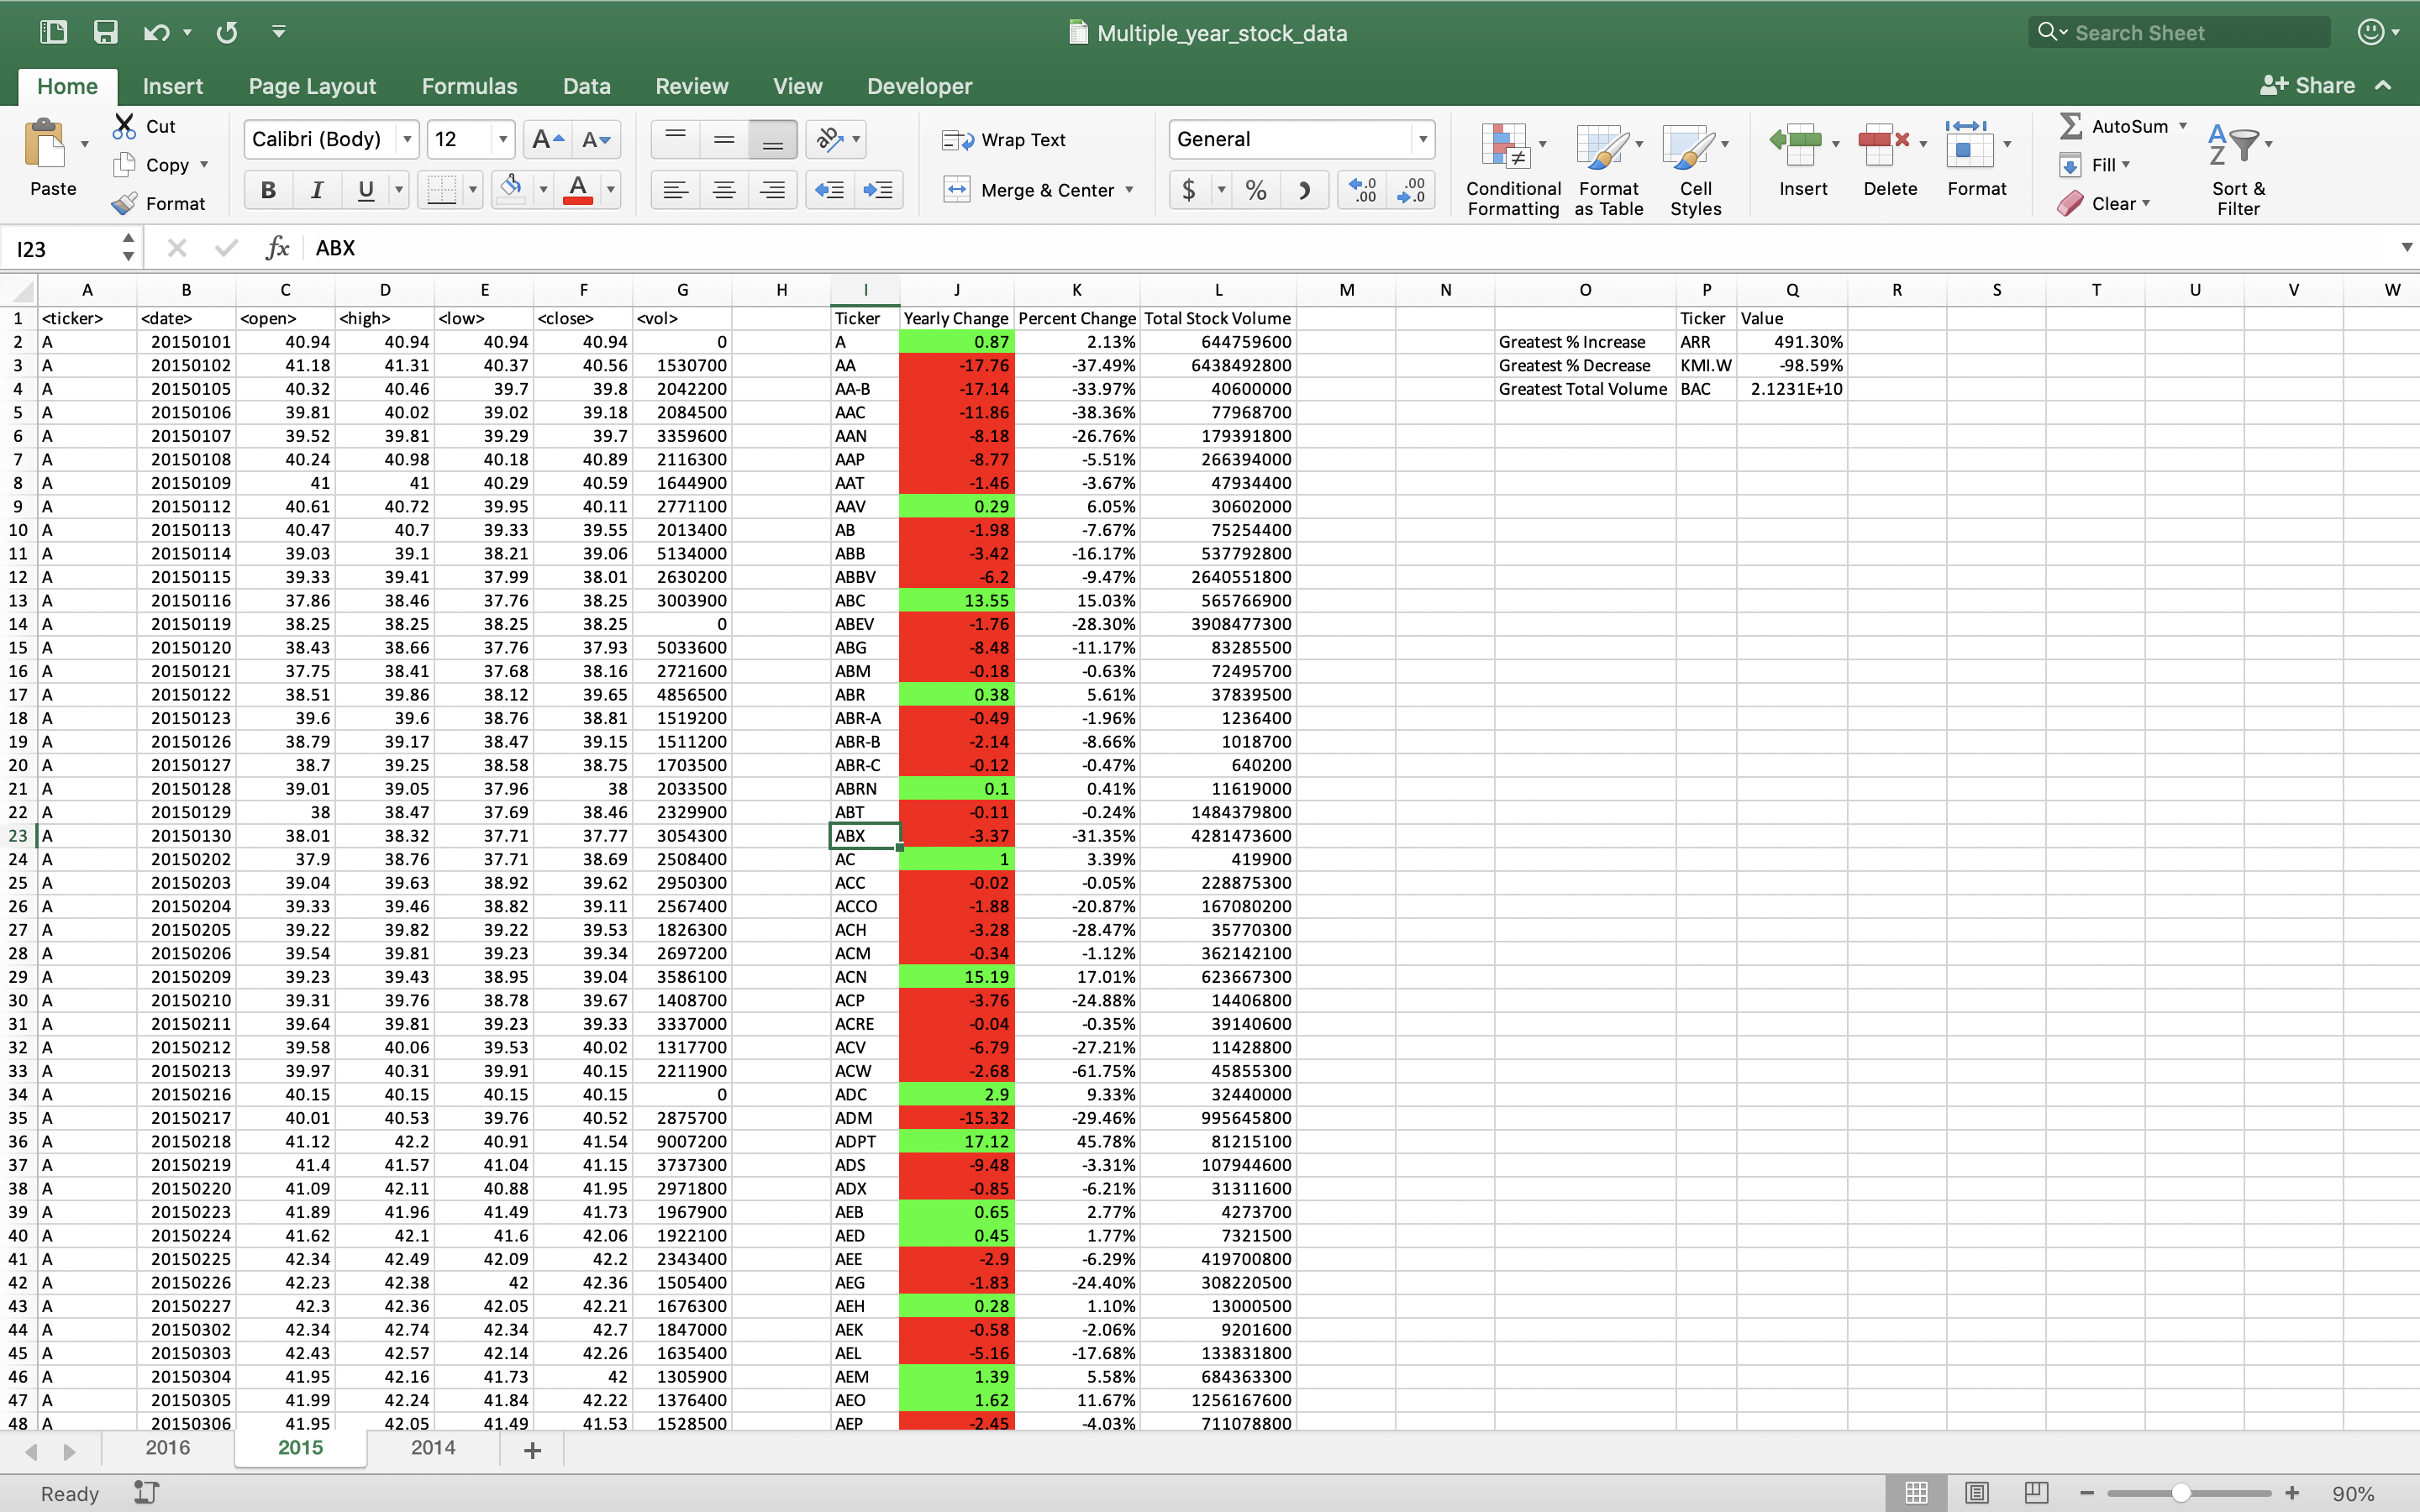 Multiple_year_stock_data
Search Sheet
Home Insert Page Layout Formulas Data Review View Developer Share
Paste
Cut
Copy
Format
Calibri (Body) 12 A A
B I U A
Wrap Text
Merge & Center
General
$ % .0 .00 .00 .0
Conditional Formatting
Format as Table
Cell Styles
Insert
Delete
Format
AutoSum
Fill
Clear
Sort & Filter
I23 fx ABX
A B C D E F G H I J K L M N O P Q R S T U V W
1 <ticker> <date> <open> <high> <low> <close> <vol> Ticker Yearly Change Percent Change Total Stock Volume Ticker Value
2 A 20150101 40.94 40.94 40.94 40.94 0 A 0.87 2.13% 644759600 Greatest % Increase ARR 491.30%
3 A 20150102 41.18 41.31 40.37 40.56 1530700 AA -17.76 -37.49% 6438492800 Greatest % Decrease KMI.W -98.59%
4 A 20150105 40.32 40.46 39.7 39.8 2042200 AA-B -17.14 -33.97% 40600000 Greatest Total Volume BAC 2.1231E+10
5 A 20150106 39.81 40.02 39.02 39.18 2084500 AAC -11.86 -38.36% 77968700
6 A 20150107 39.52 39.81 39.29 39.7 3359600 AAN -8.18 -26.76% 179391800
7 A 20150108 40.24 40.98 40.18 40.89 2116300 AAP -8.77 -5.51% 266394000
8 A 20150109 41 41 40.29 40.59 1644900 AAT -1.46 -3.67% 47934400
9 A 20150112 40.61 40.72 39.95 40.11 2771100 AAV 0.29 6.05% 30602000
10 A 20150113 40.47 40.7 39.33 39.55 2013400 AB -1.98 -7.67% 75254400
11 A 20150114 39.03 39.1 38.21 39.06 5134000 ABB -3.42 -16.17% 537792800
12 A 20150115 39.33 39.41 37.99 38.01 2630200 ABBV -6.2 -9.47% 2640551800
13 A 20150116 37.86 38.46 37.76 38.25 3003900 ABC 13.55 15.03% 565766900
14 A 20150119 38.25 38.25 38.25 38.25 0 ABEV -1.76 -28.30% 3908477300
15 A 20150120 38.43 38.66 37.76 37.93 5033600 ABG -8.48 -11.17% 83285500
16 A 20150121 37.75 38.41 37.68 38.16 2721600 ABM -0.18 -0.63% 72495700
17 A 20150122 38.51 39.86 38.12 39.65 4856500 ABR 0.38 5.61% 37839500
18 A 20150123 39.6 39.6 38.76 38.81 1519200 ABR-A -0.49 -1.96% 1236400
19 A 20150126 38.79 39.17 38.47 39.15 1511200 ABR-B -2.14 -8.66% 1018700
20 A 20150127 38.7 39.25 38.58 38.75 1703500 ABR-C -0.12 -0.47% 640200
21 A 20150128 39.01 39.05 37.96 38 2033500 ABRN 0.1 0.41% 11619000
22 A 20150129 38 38.47 37.69 38.46 2329900 ABT -0.11 -0.24% 1484379800
23 A 20150130 38.01 38.32 37.71 37.77 3054300 ABX -3.37 -31.35% 4281473600
24 A 20150202 37.9 38.76 37.71 38.69 2508400 AC 1 3.39% 419900
25 A 20150203 39.04 39.63 38.92 39.62 2950300 ACC -0.02 -0.05% 228875300
26 A 20150204 39.33 39.46 38.82 39.11 2567400 ACCO -1.88 -20.87% 167080200
27 A 20150205 39.22 39.82 39.22 39.53 1826300 ACH -3.28 -28.47% 35770300
28 A 20150206 39.54 39.81 39.23 39.34 2697200 ACM -0.34 -1.12% 362142100
29 A 20150209 39.23 39.43 38.95 39.04 3586100 ACN 15.19 17.01% 623667300
30 A 20150210 39.31 39.76 38.78 39.67 1408700 ACP -3.76 -24.88% 14406800
31 A 20150211 39.64 39.81 39.23 39.33 3337000 ACRE -0.04 -0.35% 39140600
32 A 20150212 39.58 40.06 39.53 40.02 1317700 ACV -6.79 -27.21% 11428800
33 A 20150213 39.97 40.31 39.91 40.15 2211900 ACW -2.68 -61.75% 45855300
34 A 20150216 40.15 40.15 40.15 40.15 0 ADC 2.9 9.33% 32440000
35 A 20150217 40.01 40.53 39.76 40.52 2875700 ADM -15.32 -29.46% 995645800
36 A 20150218 41.12 42.2 40.91 41.54 9007200 ADPT 17.12 45.78% 81215100
37 A 20150219 41.4 41.57 41.04 41.15 3737300 ADS -9.48 -3.31% 107944600
38 A 20150220 41.09 42.11 40.88 41.95 2971800 ADX -0.85 -6.21% 31311600
39 A 20150223 41.89 41.96 41.49 41.73 1967900 AEB 0.65 2.77% 4273700
40 A 20150224 41.62 42.1 41.6 42.06 1922100 AED 0.45 1.77% 7321500
41 A 20150225 42.34 42.49 42.09 42.2 2343400 AEE -2.9 -6.29% 419700800
42 A 20150226 42.23 42.38 42 42.36 1505400 AEG -1.83 -24.40% 308220500
43 A 20150227 42.3 42.36 42.05 42.21 1676300 AEH 0.28 1.10% 13000500
44 A 20150302 42.34 42.74 42.34 42.7 1847000 AEK -0.58 -2.06% 9201600
45 A 20150303 42.43 42.57 42.14 42.26 1635400 AEL -5.16 -17.68% 133831800
46 A 20150304 41.95 42.16 41.73 42 1305900 AEM 1.39 5.58% 684363300
47 A 20150305 41.99 42.24 41.84 42.22 1376400 AEO 1.62 11.67% 1256167600
48 A 20150306 41.95 42.05 41.49 41.53 1528500 AEP -2.45 -4.03% 711078800
2016 2015 2014 +
Ready 90%